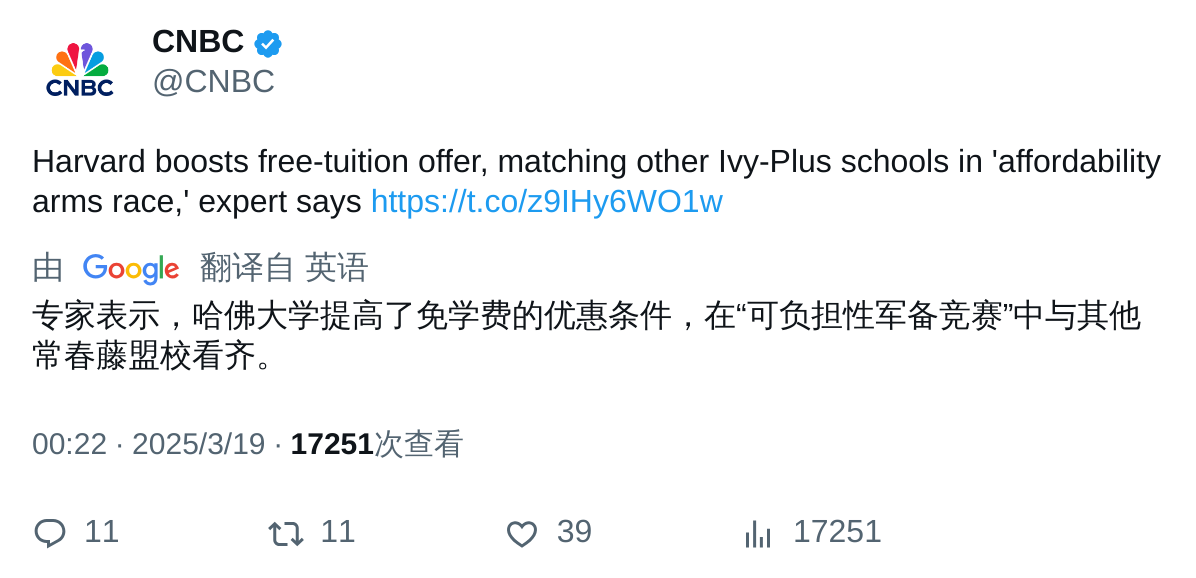 CNBC
CNBC
@CNBC
Harvard boosts free-tuition offer, matching other Ivy-Plus schools in 'affordability
arms race,' expert says https://t.co/z9IHy6WO1w
由 Google 翻译自 英语
专家表示，哈佛大学提高了免学费的优惠条件，在“可负担性军备竞赛”中与其他
常春藤盟校看齐。
00:22 · 2025/3/19 · 17251次查看
11 11 39 17251